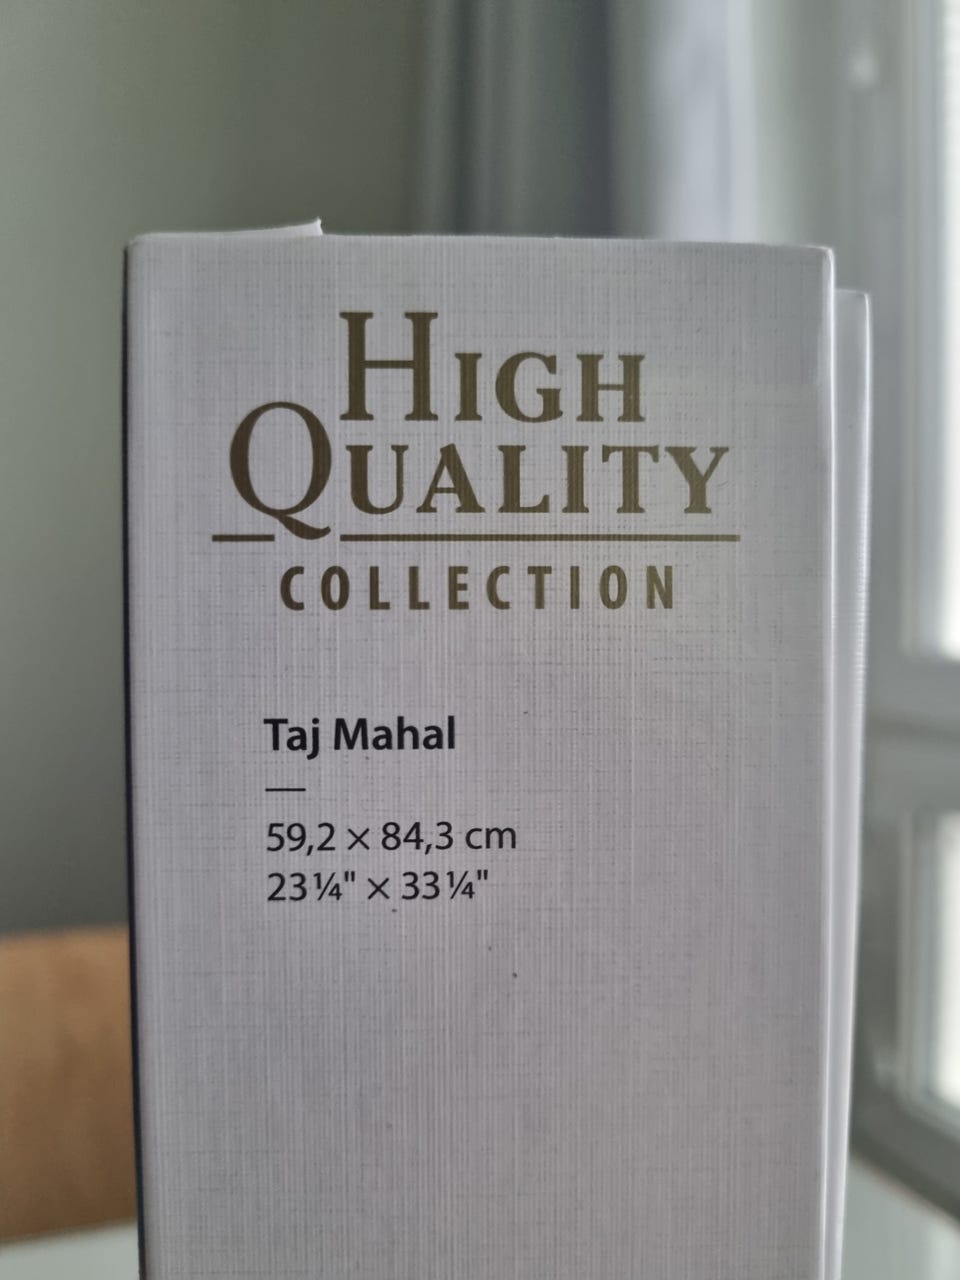 HIGH
QUALITY
COLLECTION
Taj Mahal
59,2 × 84,3 cm
23¼" × 33¼"